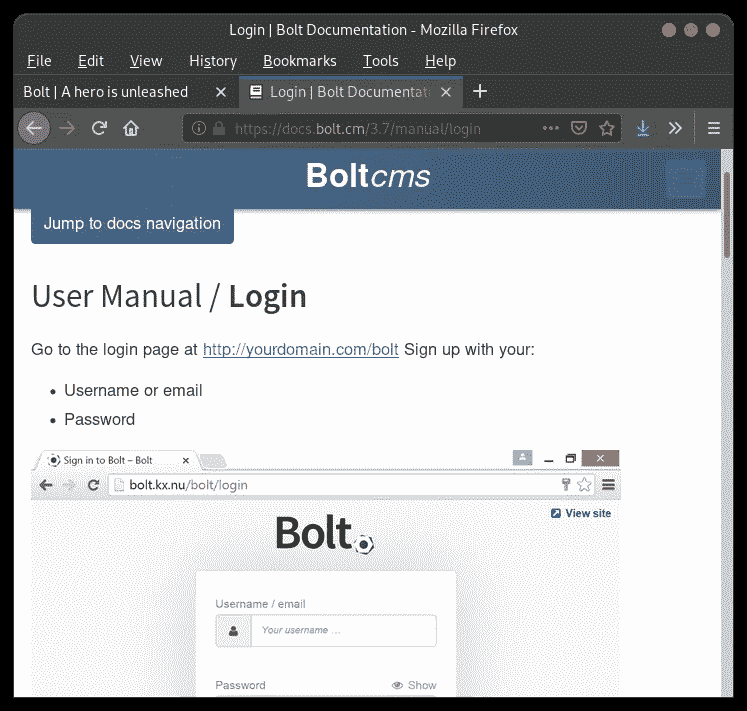 Login | Bolt Documentation - Mozilla Firefox
File Edit View History Bookmarks Tools Help
Bolt | A hero is unleashed
Login | Bolt Documentat
https://docs.bolt.cm/3.7/manual/login
Boltcms
Jump to docs navigation
User Manual / Login
Go to the login page at http://yourdomain.com/bolt Sign up with your:
Username or email
Password
Sign in to Bolt – Bolt
bolt.kx.nu/bolt/login
View site
Bolt
Username / email
Your username ...
Password
Show